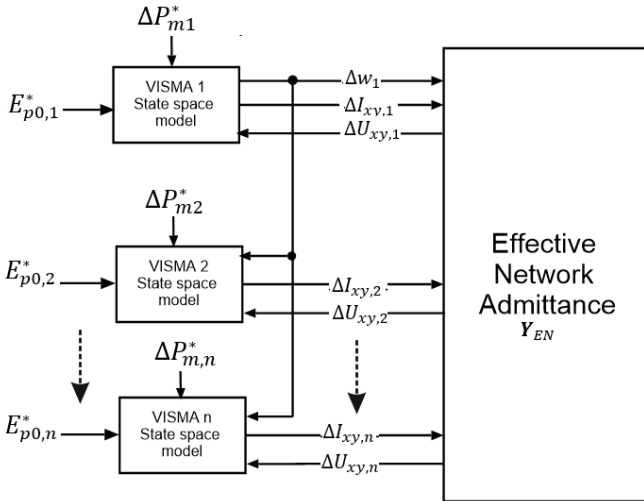 ΔP*m1
E*p0,1
VISMA 1
State space
model
Δw1
ΔIxy,1
ΔUxy,1
ΔP*m2
E*p0,2
VISMA 2
State space
model
ΔIxy,2
ΔUxy,2
ΔP*m,n
E*p0,n
VISMA n
State space
model
ΔIxy,n
ΔUxy,n
Effective
Network
Admittance
YEN